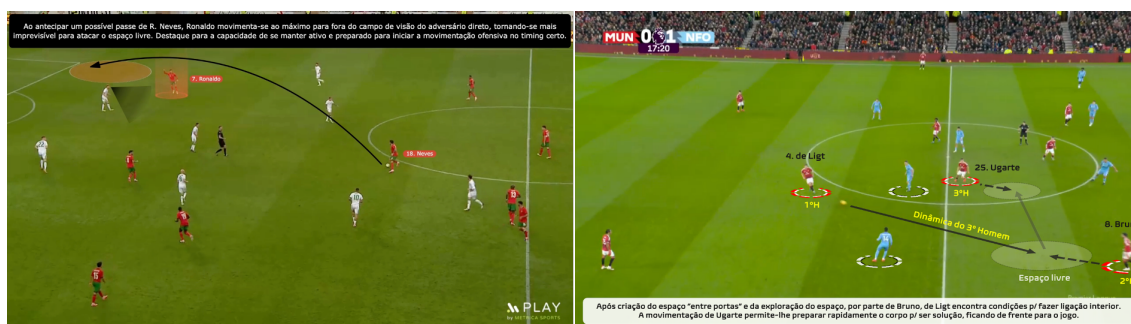 Ao antecipar um possível passe de R. Neves, Ronaldo movimenta-se ao máximo para fora do campo de visão do adversário direto, tornando-se mais
imprevisível para atacar o espaço livre. Destaque para a capacidade de se manter ativo e preparado para iniciar a movimentação ofensiva no timing certo.
7. Ronaldo
18. Neves
PLAY
by METRICA SPORTS
MUN 0 1 NFO
17:20
4. de Ligt
25. Ugarte
1ºH
3ºH
Dinâmica do 3º Homem
8. Bru
Espaço livre
2º
Após criação do espaço "entre portas" e da exploração do espaço, por parte de Bruno, de Ligt encontra condições p/ fazer ligação interior.
A movimentação de Ugarte permite-lhe preparar rapidamente o corpo p/ ser solução, ficando de frente para o jogo.